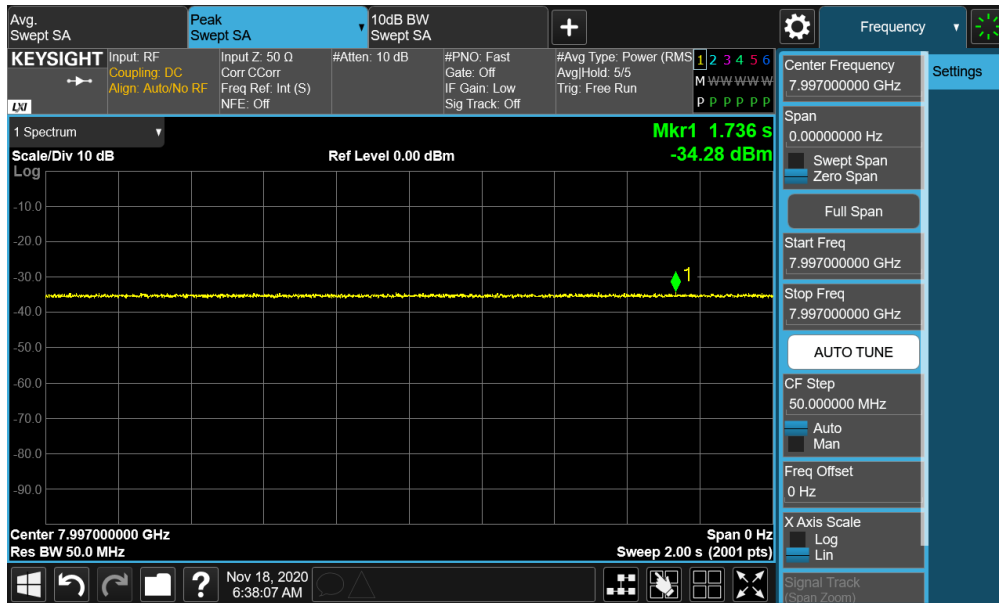 Avg.
Swept SA
Peak
Swept SA
10dB BW
Swept SA
Frequency
KEYSIGHT
LXI
Input: RF
Coupling: DC
Align: Auto/No RF
Input Z: 50 Ω
Corr CCorr
Freq Ref: Int (S)
NFE: Off
#Atten: 10 dB
#PNO: Fast
Gate: Off
IF Gain: Low
Sig Track: Off
#Avg Type: Power (RMS
Avg|Hold: 5/5
Trig: Free Run
1 2 3 4 5 6
M W W W W W
P P P P P P
1 Spectrum
Scale/Div 10 dB
Log
Ref Level 0.00 dBm
Mkr1 1.736 s
-34.28 dBm
-10.0
-20.0
-30.0
-40.0
-50.0
-60.0
-70.0
-80.0
-90.0
1
Center 7.997000000 GHz
Res BW 50.0 MHz
Span 0 Hz
Sweep 2.00 s (2001 pts)
Center Frequency
7.997000000 GHz
Span
0.00000000 Hz
Swept Span
Zero Span
Full Span
Start Freq
7.997000000 GHz
Stop Freq
7.997000000 GHz
AUTO TUNE
CF Step
50.000000 MHz
Auto
Man
Freq Offset
0 Hz
X Axis Scale
Log
Lin
Signal Track
(Span Zoom)
Settings
?
Nov 18, 2020
6:38:07 AM